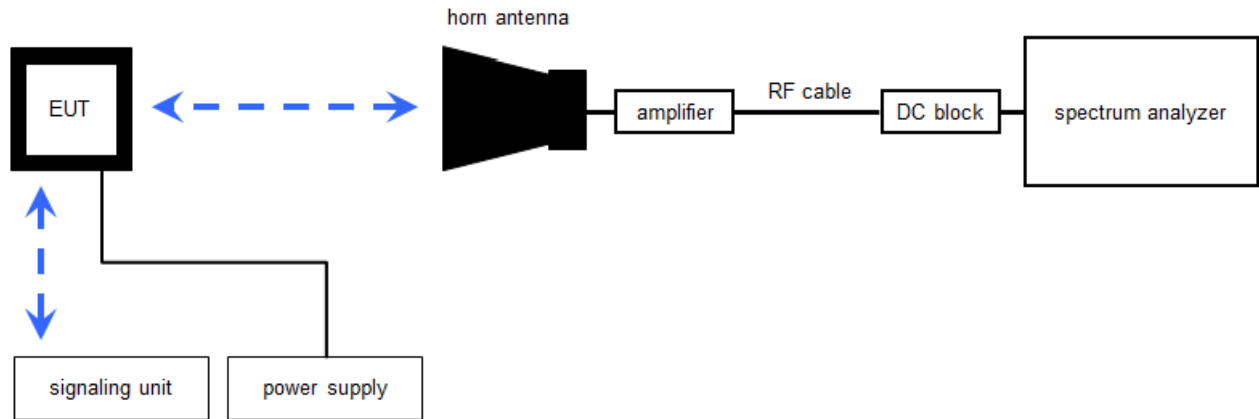 horn antenna
EUT
amplifier
RF cable
DC block
spectrum analyzer
signaling unit
power supply